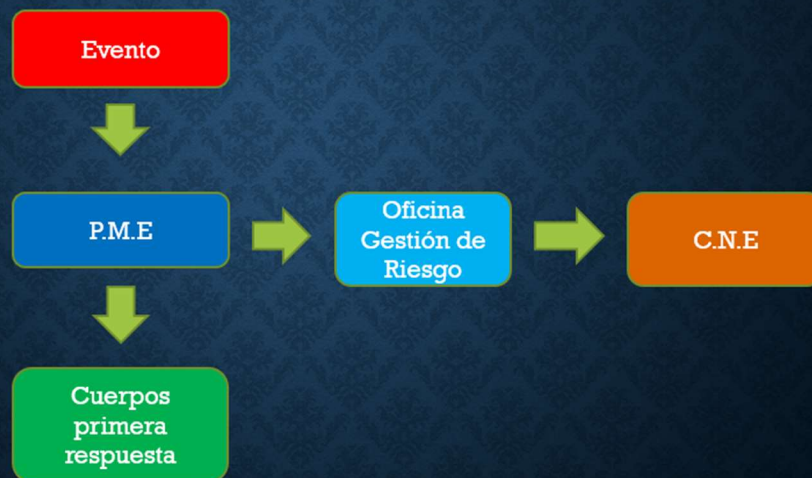 Evento
P.M.E
Oficina
Gestión de
Riesgo
C.N.E
Cuerpos
primera
respuesta